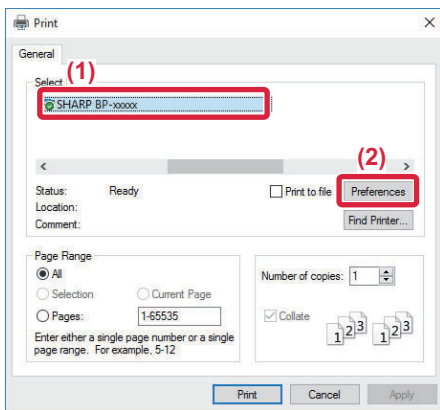 Print
General
Select
(1)
SHARP BP-xxxxx
(2)
Status: Ready
Print to file
Preferences
Location:
Comment:
Find Printer...
Page Range
All
Selection
Current Page
Pages:
1-65535
Enter either a single page number or a single
page range. For example, 5-12
Number of copies:
1
Collate
1 2 3
1 2 3
Print
Cancel
Apply